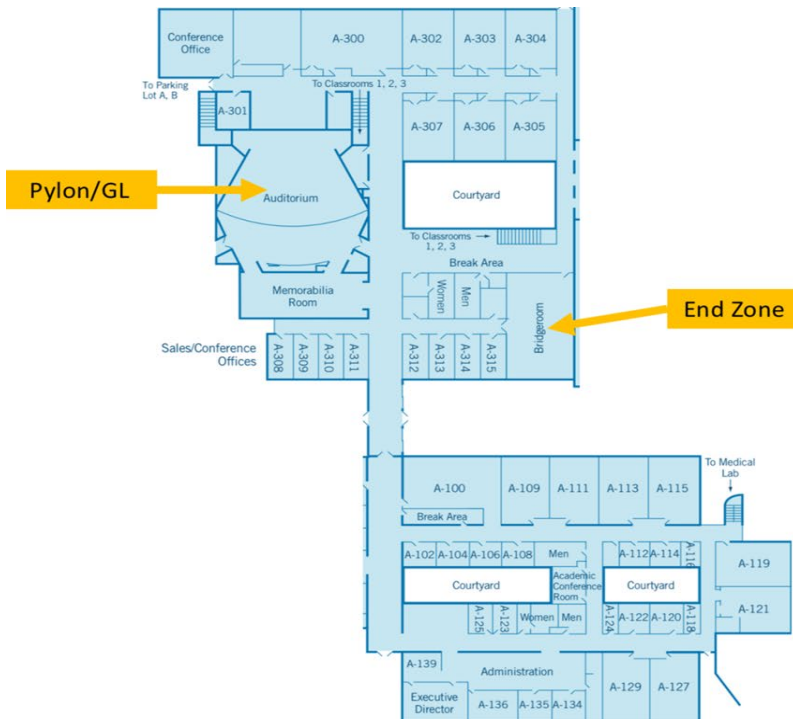 Conference
Office
A-300
A-302
A-303
A-304
To Parking
Lot A, B
To Classrooms 1, 2, 3
A-301
A-307
A-306
A-305
Pylon/GL
Auditorium
Courtyard
To Classrooms
1, 2, 3
Break Area
Memorabilia
Room
Women
Men
Bridgeroom
End Zone
Sales/Conference
Offices
A-308
A-309
A-310
A-311
A-312
A-313
A-314
A-315
To Medical
Lab
A-100
A-109
A-111
A-113
A-115
Break Area
A-102
A-104
A-106
A-108
Men
A-112
A-114
A-116
A-119
Courtyard
Academic
Conference
Room
Courtyard
A-121
A-125
A-123
Women
Men
A-124
A-122
A-120
A-118
A-139
Administration
Executive
Director
A-136
A-135
A-134
A-129
A-127